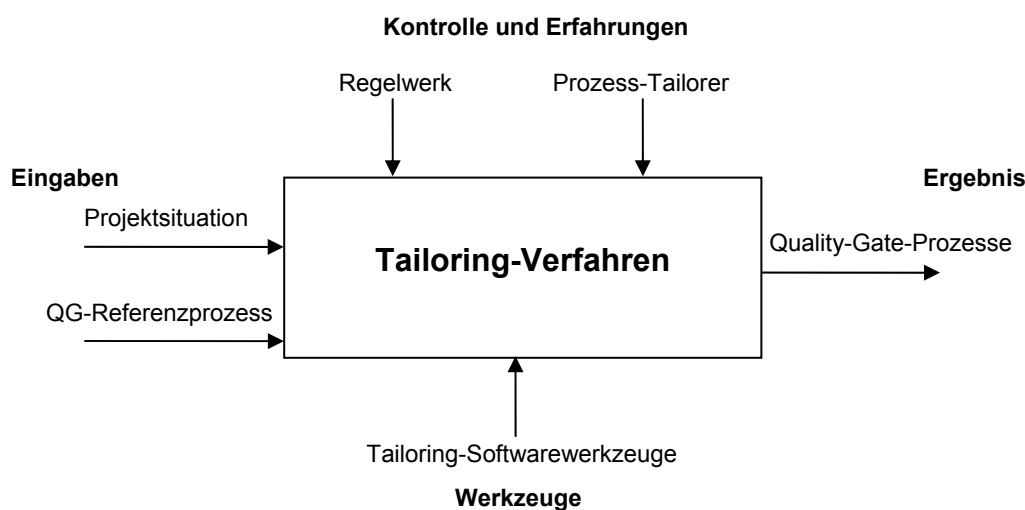 Kontrolle und Erfahrungen
Regelwerk
Prozess-Tailorer
Eingaben
Ergebnis
Projektsituation
Tailoring-Verfahren
Quality-Gate-Prozesse
QG-Referenzprozess
Tailoring-Softwarewerkzeuge
Werkzeuge